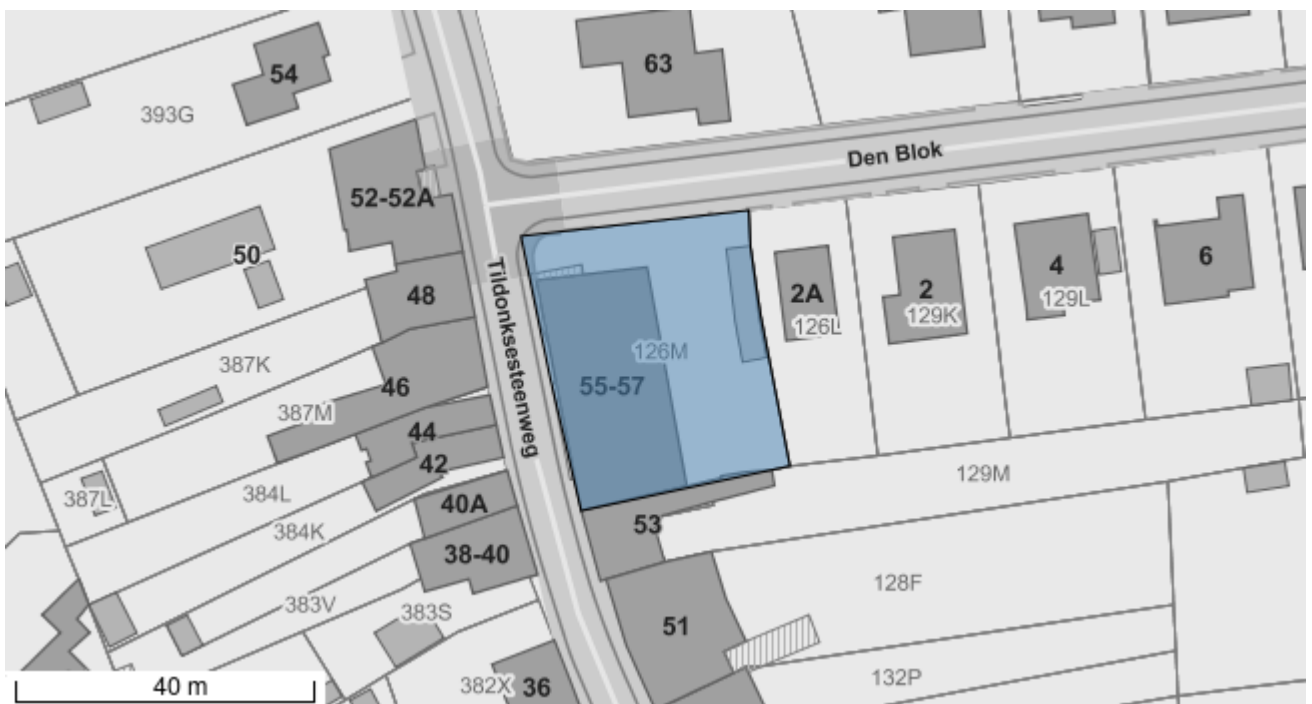 63
54
393G
Den Blok
52-52A
50
Tildonksesteenweg
48
2A
2
4
6
126L
129K
129L
126M
387K
46
55-57
387M
44
42
387L
384L
40A
129M
384K
53
38-40
128F
383V
383S
51
132P
382X
36
40 m